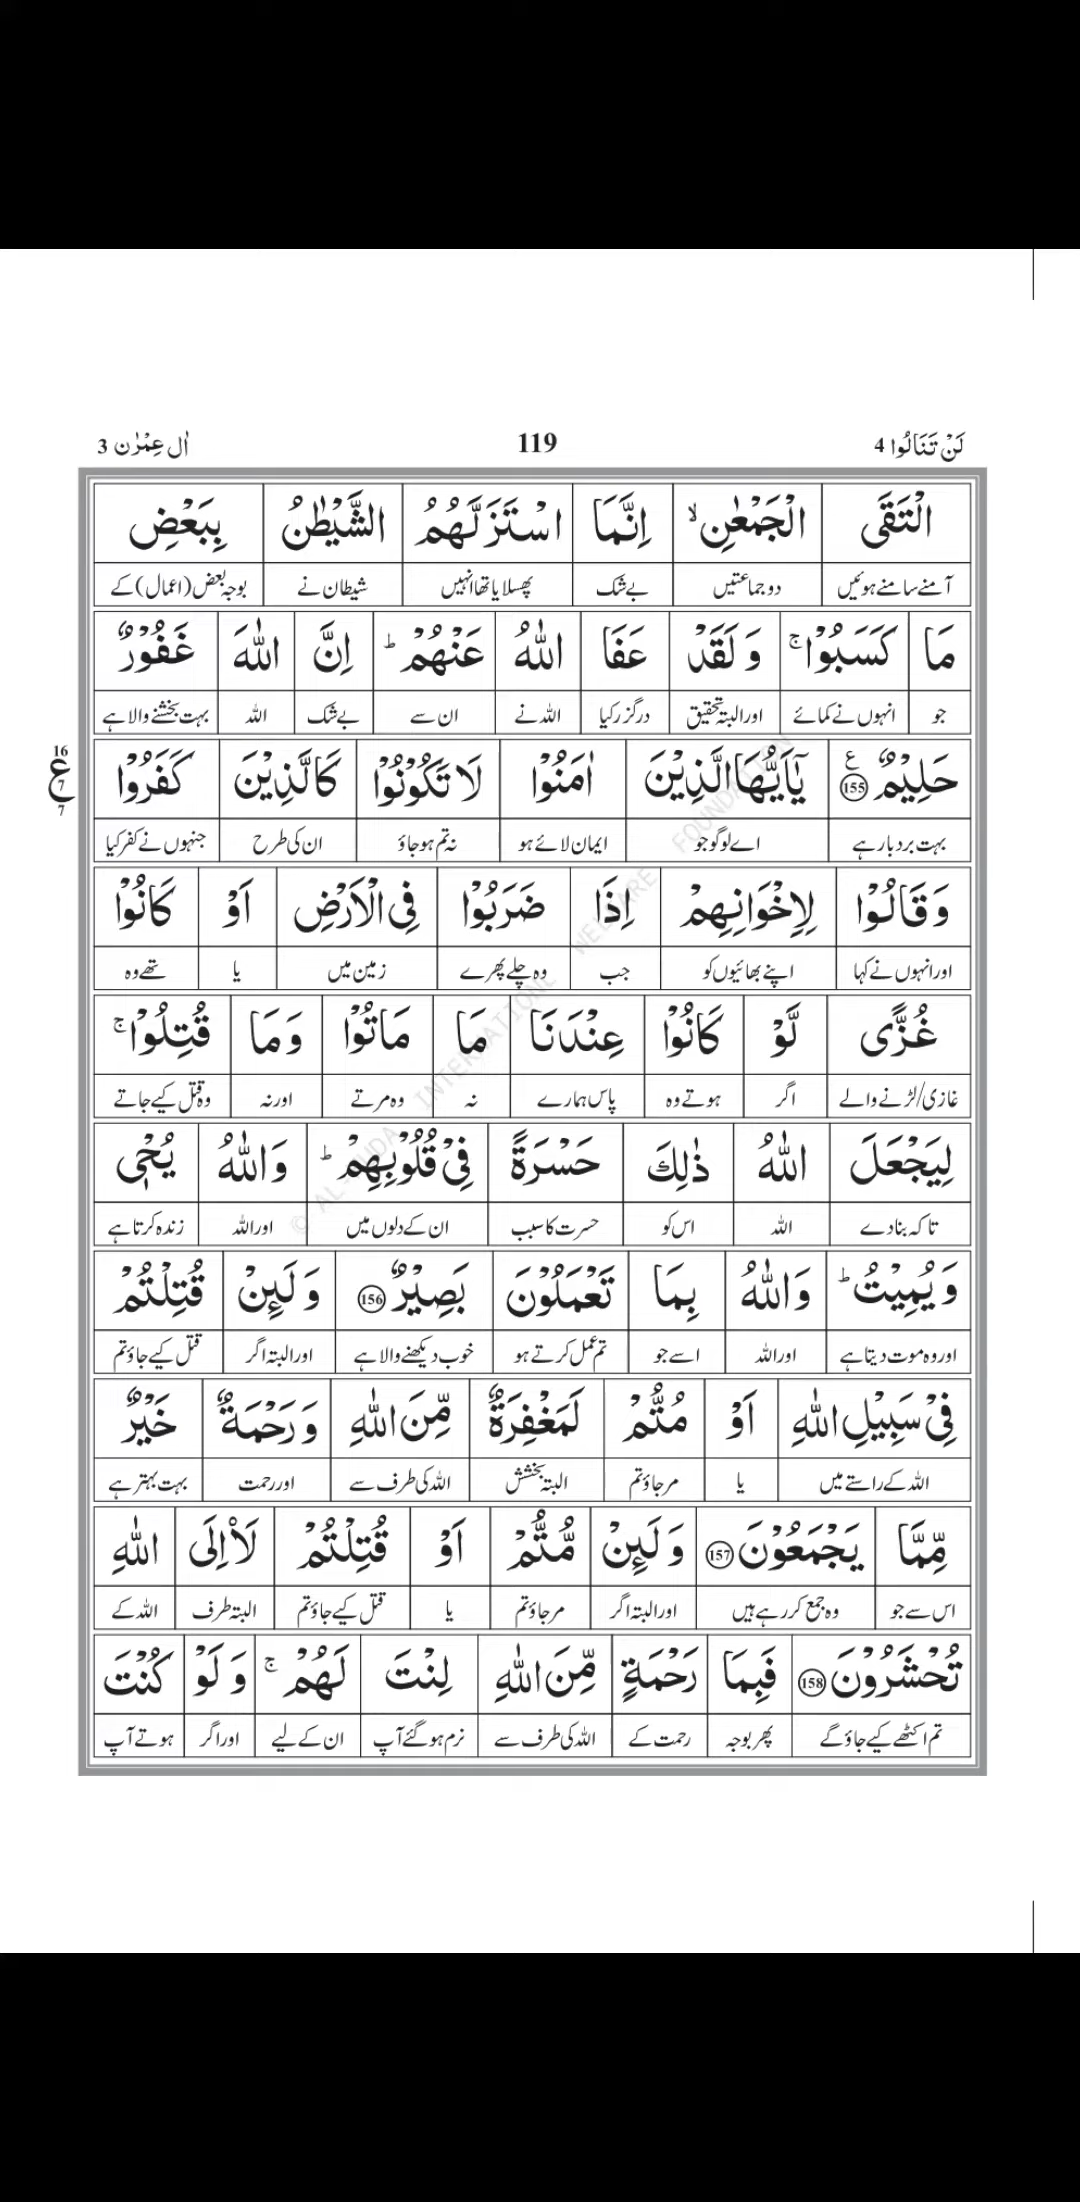 لَنْ تَنَالُوا 4 119 اٰل عِمْرٰن 3
الْتَقَى الْجَمْعٰنِ ۙ اِنَّمَا اسْتَزَلَّهُمُ الشَّيْطٰنُ بِبَعْضِ
آمنے سامنے ہوئیں دو جماعتیں بے شک پھسلایا تھا انہیں شیطان نے بوجہ بعض (اعمال) کے
مَا كَسَبُوْا ۚ وَ لَقَدْ عَفَا اللّٰهُ عَنْهُمْ ؕ اِنَّ اللّٰهَ غَفُوْرٌ
جو انہوں نے کمائے اور البتہ تحقیق درگزر کیا اللہ نے ان سے بے شک اللہ بہت بخشنے والا ہے
حَلِيْمٌ ࣖ 155 يٰۤاَيُّهَا الَّذِيْنَ اٰمَنُوْا لَا تَكُوْنُوْا كَالَّذِيْنَ كَفَرُوْا 16 ع 7 7
بہت بردبار ہے اے لوگو جو ایمان لائے ہو نہ تم ہو جاؤ ان کی طرح جنہوں نے کفر کیا
وَ قَالُوْا لِاِخْوَانِهِمْ اِذَا ضَرَبُوْا فِي الْاَرْضِ اَوْ كَانُوْا
اور انہوں نے کہا اپنے بھائیوں کو جب وہ چلے پھرے زمین میں یا تھے وہ
غُزًّى لَّوْ كَانُوْا عِنْدَنَا مَا مَاتُوْا وَ مَا قُتِلُوْا ۚ
غازی/لڑنے والے اگر ہوتے وہ پاس ہمارے نہ وہ مرتے اور نہ وہ قتل کیے جاتے
لِيَجْعَلَ اللّٰهُ ذٰلِكَ حَسْرَةً فِيْ قُلُوْبِهِمْ ؕ وَ اللّٰهُ يُحْيٖ
تاکہ بنا دے اللہ اس کو حسرت کا سبب ان کے دلوں میں اور اللہ زندہ کرتا ہے
وَ يُمِيْتُ ؕ وَ اللّٰهُ بِمَا تَعْمَلُوْنَ بَصِيْرٌ 156 وَ لَىِٕنْ قُتِلْتُمْ
اور وہ موت دیتا ہے اور اللہ اسے جو تم عمل کرتے ہو خوب دیکھنے والا ہے اور البتہ اگر قتل کیے جاؤ تم
فِيْ سَبِيْلِ اللّٰهِ اَوْ مُتُّمْ لَمَغْفِرَةٌ مِّنَ اللّٰهِ وَ رَحْمَةٌ خَيْرٌ
اللہ کے راستے میں یا مر جاؤ تم البتہ بخشش اللہ کی طرف سے اور رحمت بہت بہتر ہے
مِّمَّا يَجْمَعُوْنَ 157 وَ لَىِٕنْ مُّتُّمْ اَوْ قُتِلْتُمْ لَاۡاِلَى اللّٰهِ
اس سے جو وہ جمع کر رہے ہیں اور البتہ اگر مر جاؤ تم یا قتل کیے جاؤ تم البتہ طرف اللہ کے
تُحْشَرُوْنَ 158 فَبِمَا رَحْمَةٍ مِّنَ اللّٰهِ لِنْتَ لَهُمْ ۚ وَ لَوْ كُنْتَ
تم اکٹھے کیے جاؤ گے پھر بوجہ رحمت کے اللہ کی طرف سے نرم ہو گئے آپ ان کے لیے اور اگر ہوتے آپ
© AL-HUDA INTERNATIONAL WELFARE FOUNDATION